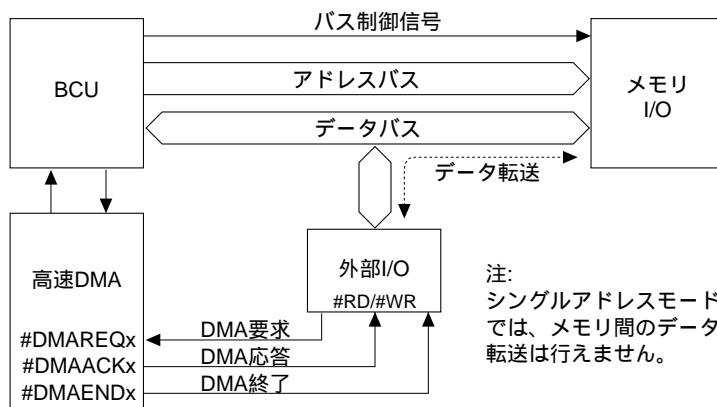 バス制御信号
BCU
アドレスバス
メモリ
I/O
データバス
データ転送
高速DMA
外部I/O
#RD/#WR
#DMAREQx
DMA要求
#DMAACKx
DMA応答
#DMAENDx
DMA終了
注:
シングルアドレスモード
では、メモリ間のデータ
転送は行えません。